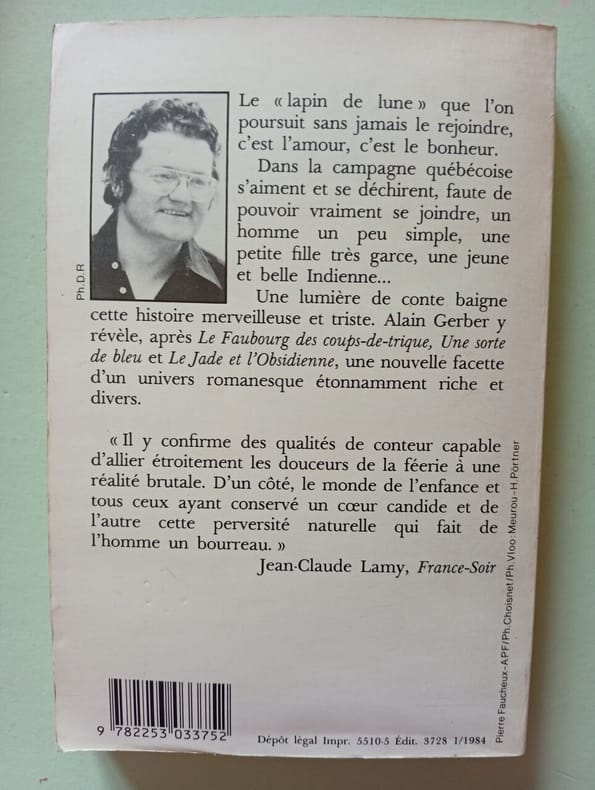 Le « lapin de lune » que l'on
poursuit sans jamais le rejoindre,
c'est l'amour, c'est le bonheur.
Dans la campagne québécoise
s'aiment et se déchirent, faute de
pouvoir vraiment se joindre, un
homme un peu simple, une
petite fille très garce, une jeune
et belle Indienne...
Ph.D.R
Une lumière de conte baigne
cette histoire merveilleuse et triste. Alain Gerber y
révèle, après Le Faubourg des coups-de-trique, Une sorte
de bleu et Le Jade et l'Obsidienne, une nouvelle facette
d'un univers romanesque étonnamment riche et
divers.
« Il y confirme des qualités de conteur capable
d'allier étroitement les douceurs de la féerie à une
réalité brutale. D'un côté, le monde de l'enfance et
tous ceux ayant conservé un cœur candide et de
l'autre cette perversité naturelle qui fait de
l'homme un bourreau. »
Jean-Claude Lamy, France-Soir
Pierre Faucheux-APF/Ph.Choisnet/Ph.Vloo:Meurou-H.Pörtner
9 782253 033752
Dépôt légal Impr. 5510-5 Édit. 3728 1/1984